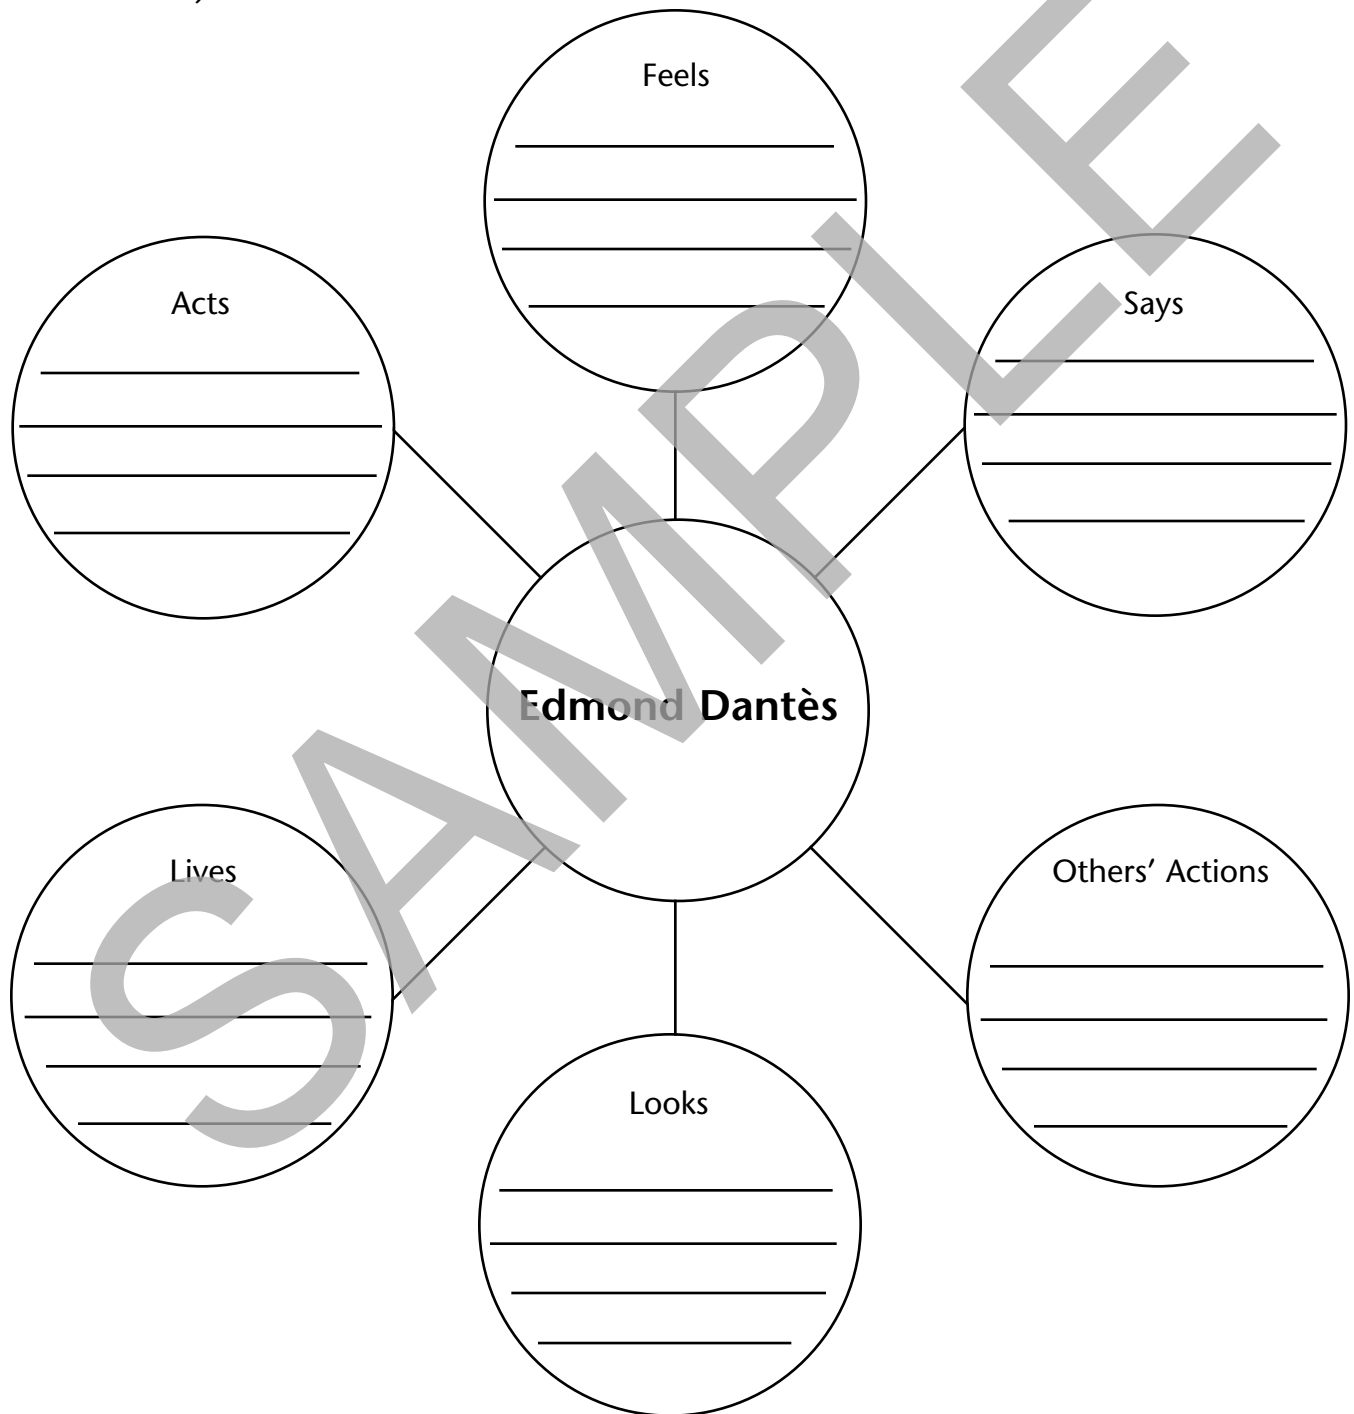 Feels
Acts
Says
Edmond Dantès
Lives
Others’ Actions
Looks
SAMPLE